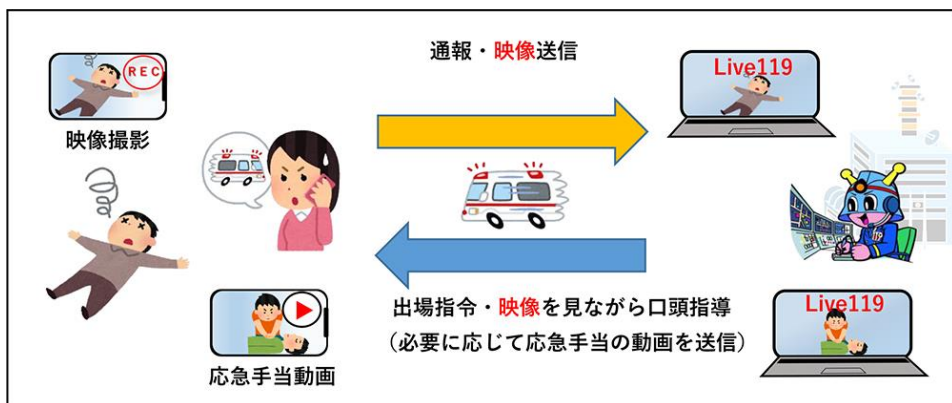 通報・映像送信
REC
映像撮影
Live119
出場指令・映像を見ながら口頭指導
(必要に応じて応急手当の動画を送信)
応急手当動画
Live119